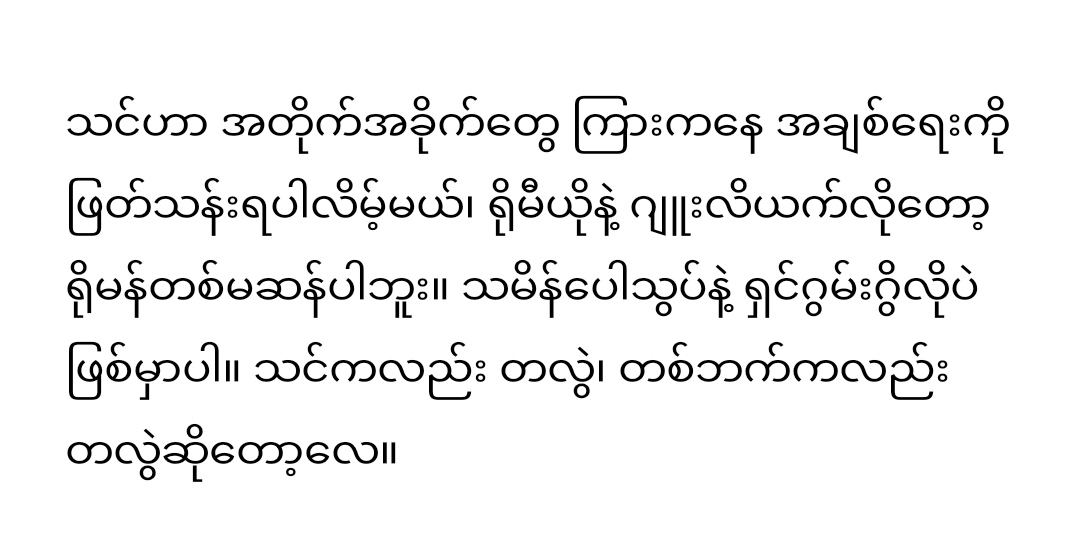 သင်ဟာ အတိုက်အခိုက်တွေ ကြားကနေ အချစ်ရေးကို
ဖြတ်သန်းရပါလိမ့်မယ်၊ ရိုမီယိုနဲ့ ဂျူးလိယက်လိုတော့
ရိုမန်တစ်မဆန်ပါဘူး။ သမိန်ပေါသွပ်နဲ့ ရှင်ဂွမ်းဂွိလိုပဲ
ဖြစ်မှာပါ။ သင်ကလည်း တလွဲ၊ တစ်ဘက်ကလည်း
တလွဲဆိုတော့လေ။